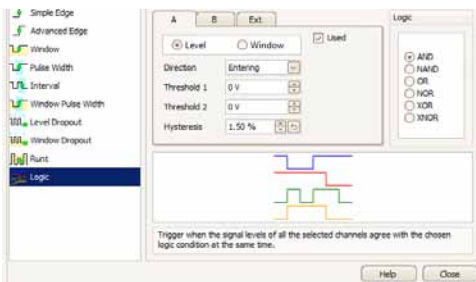 Simple Edge
Advanced Edge
Window
Pulse Width
Interval
Window Pulse Width
Level Dropout
Window Dropout
Runt
Logic
A B Ext
Level Window Used
Direction Entering
Threshold 1 0 V
Threshold 2 0 V
Hysteresis 1.50 %
Logic
AND
NAND
OR
NOR
XOR
XNOR
Trigger when the signal levels of all the selected channels agree with the chosen
logic condition at the same time.
Help Close